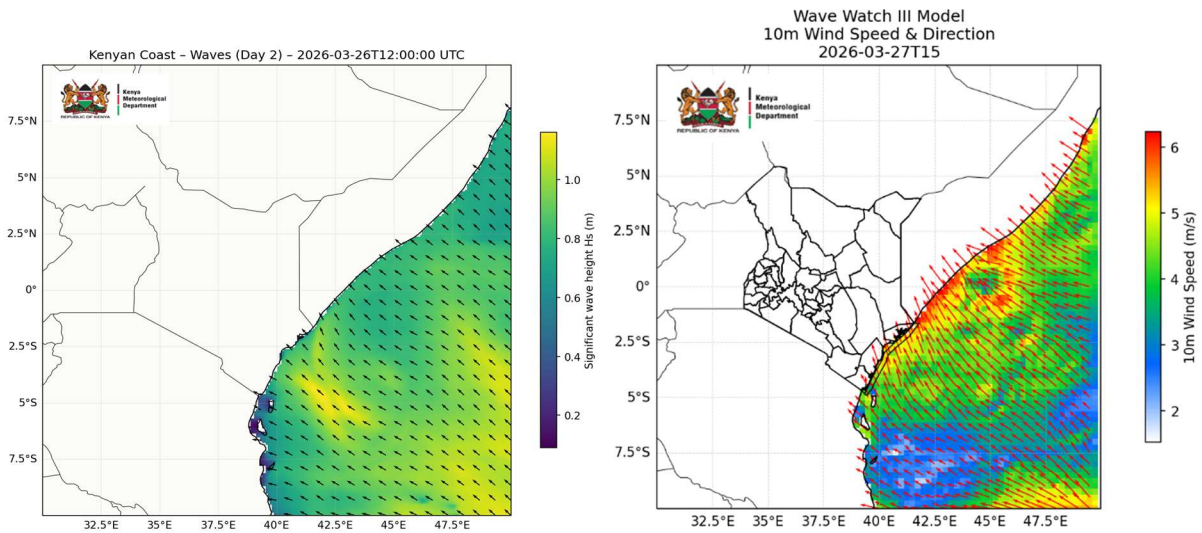 Kenyan Coast – Waves (Day 2) – 2026-03-26T12:00:00 UTC
REPUBLIC OF KENYA
Kenya
Meteorological
Department
7.5°N
5°N
2.5°N
0°
2.5°S
5°S
7.5°S
32.5°E 35°E 37.5°E 40°E 42.5°E 45°E 47.5°E
1.0
0.8
0.6
0.4
0.2
Significant wave height Hs (m)
Wave Watch III Model
10m Wind Speed & Direction
2026-03-27T15
REPUBLIC OF KENYA
Kenya
Meteorological
Department
7.5°N
5°N
2.5°N
0°
2.5°S
5°S
7.5°S
32.5°E 35°E 37.5°E 40°E 42.5°E 45°E 47.5°E
6
5
4
3
2
10m Wind Speed (m/s)